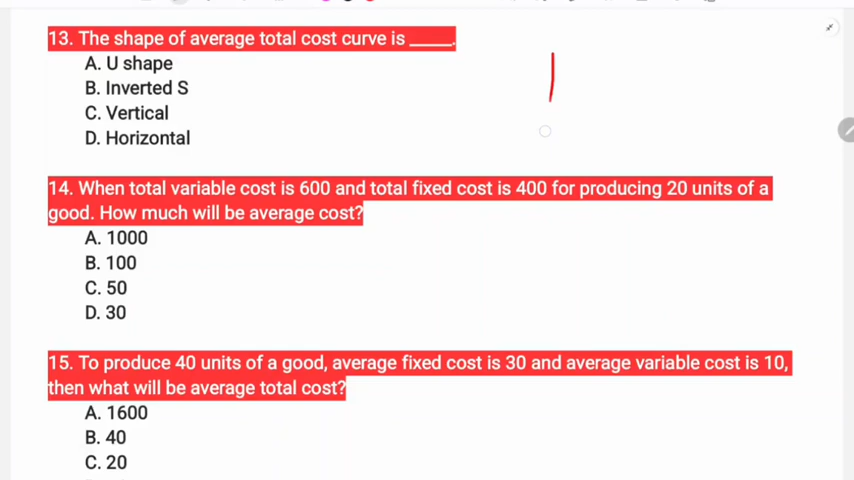 13. The shape of average total cost curve is _____.
A. U shape
B. Inverted S
C. Vertical
D. Horizontal
14. When total variable cost is 600 and total fixed cost is 400 for producing 20 units of a
good. How much will be average cost?
A. 1000
B. 100
C. 50
D. 30
15. To produce 40 units of a good, average fixed cost is 30 and average variable cost is 10,
then what will be average total cost?
A. 1600
B. 40
C. 20